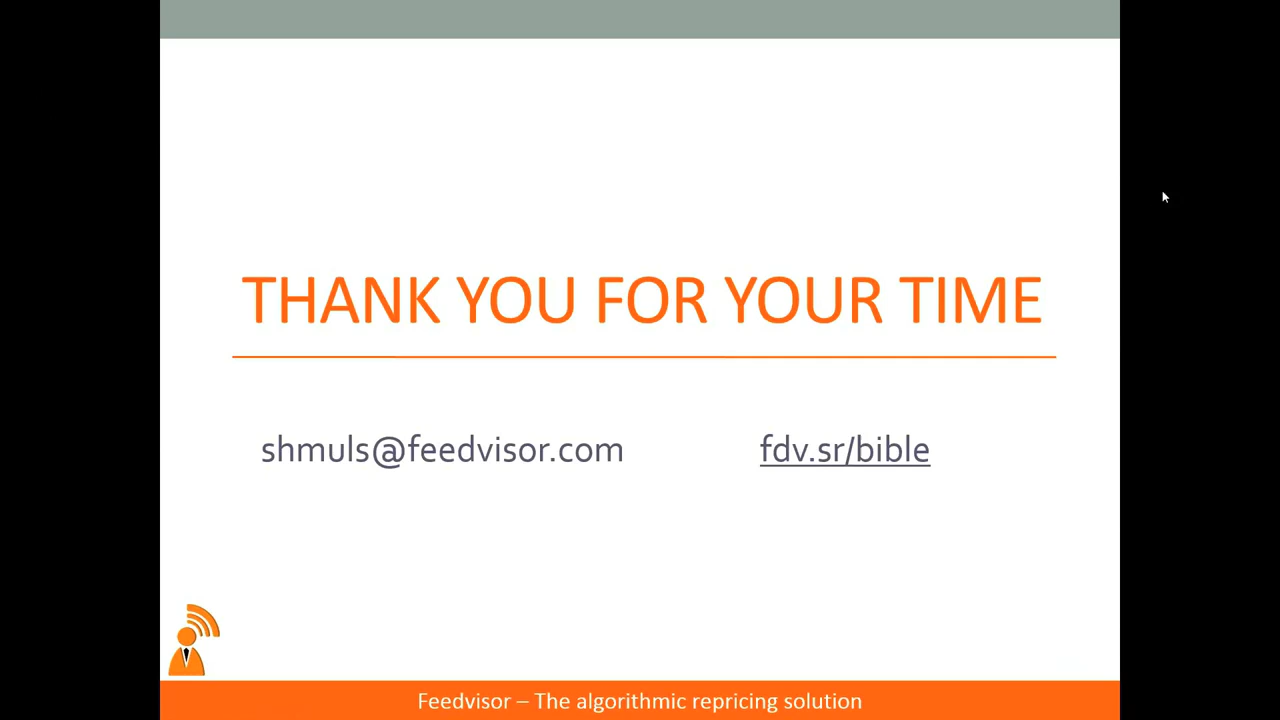 THANK YOU FOR YOUR TIME
shmuls@feedvisor.com fdv.sr/bible
Feedvisor – The algorithmic repricing solution